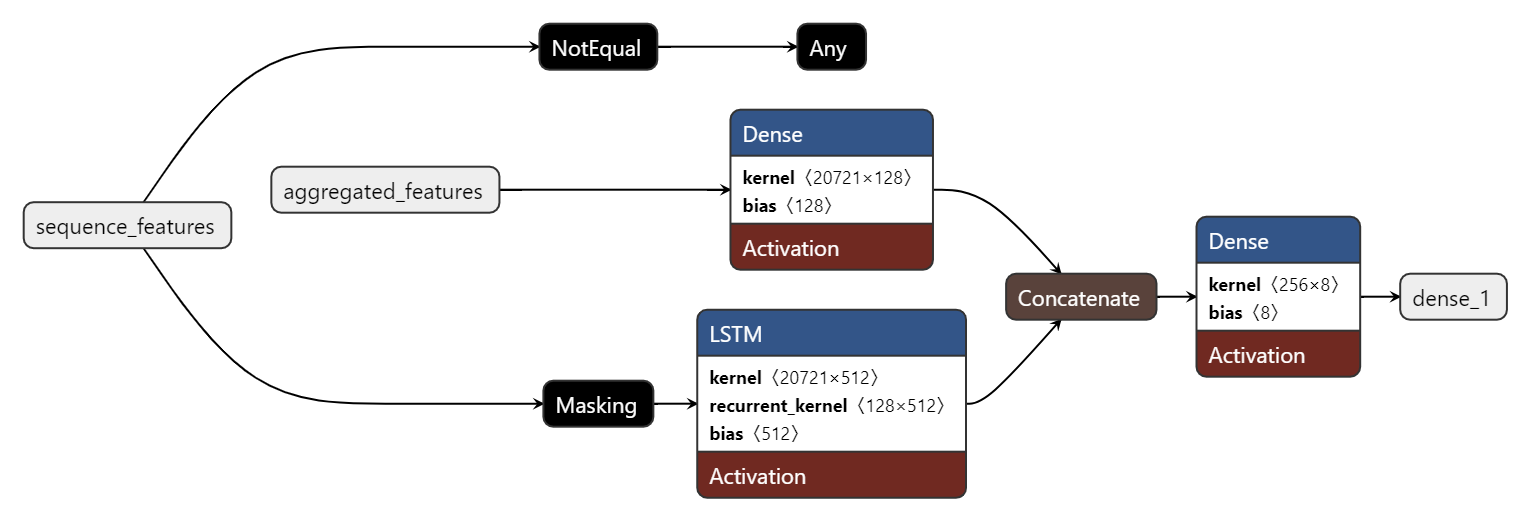 NotEqual
Any
sequence_features
aggregated_features
Dense
kernel 〈20721×128〉
bias 〈128〉
Activation
Masking
LSTM
kernel 〈20721×512〉
recurrent_kernel 〈128×512〉
bias 〈512〉
Activation
Concatenate
Dense
kernel 〈256×8〉
bias 〈8〉
Activation
dense_1